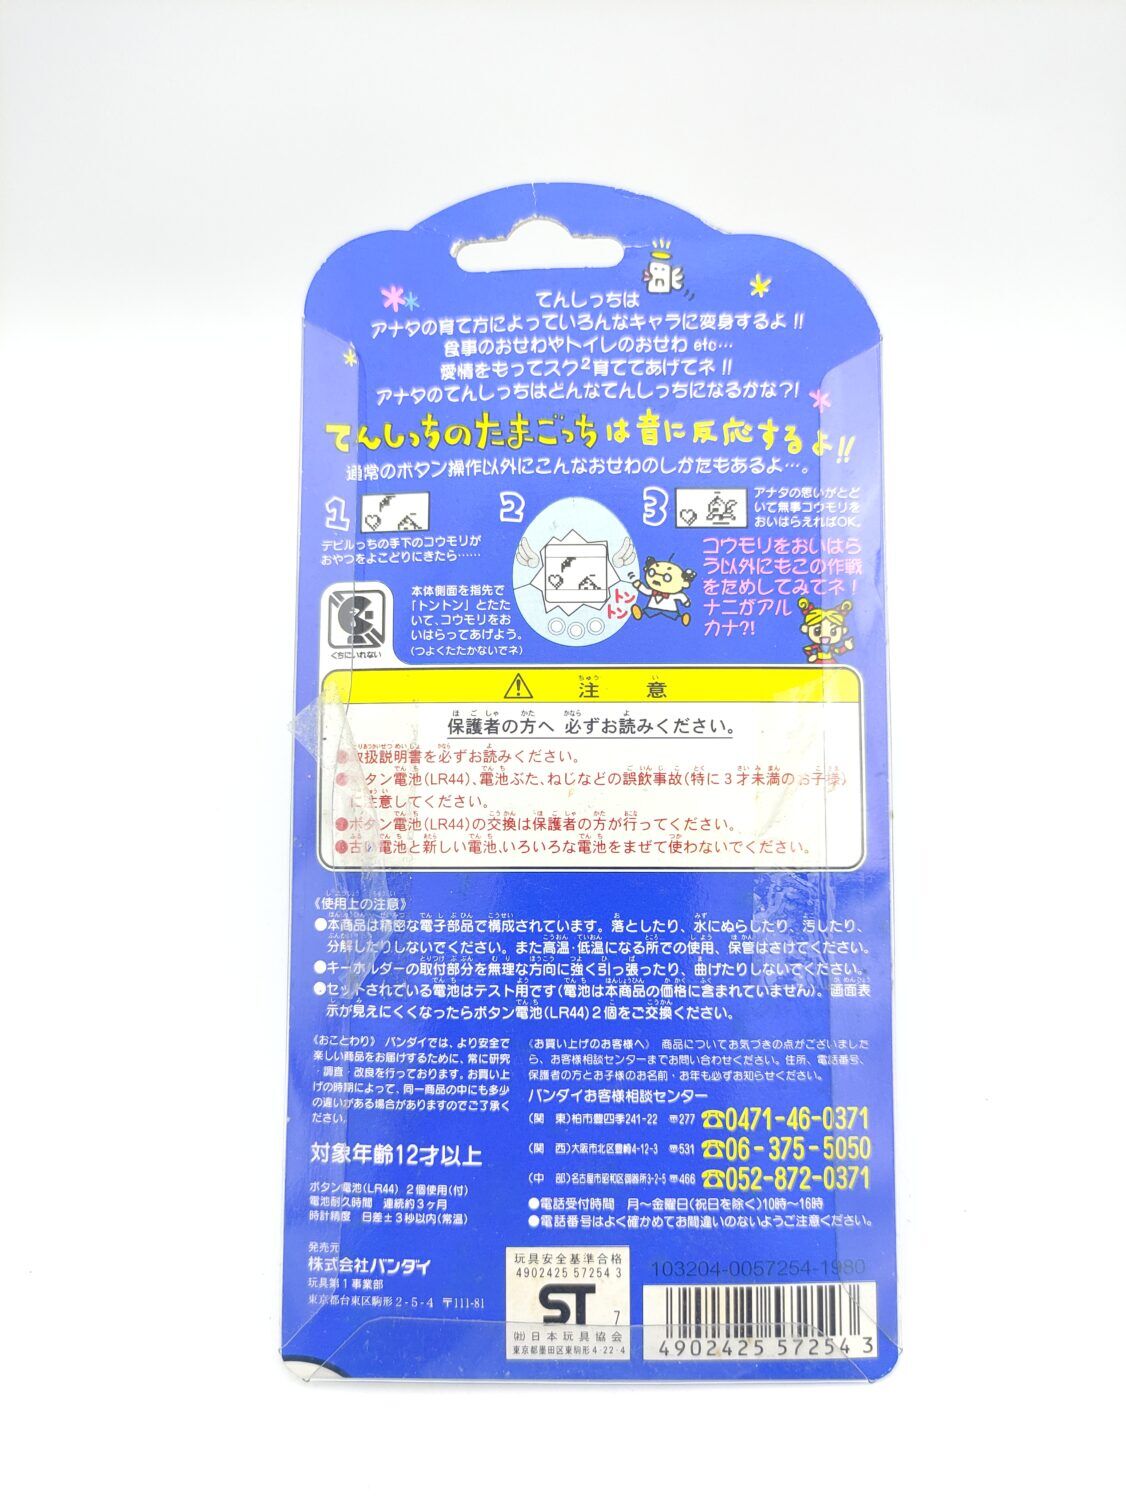 てんしっちは
アナタの育て方によっていろんなキャラに変身するよ!!
食事のおせわやトイレのおせわ etc…
愛情をもってスク²育ててあげてネ!!
アナタのてんしっちはどんなてんしっちになるかな?!
てんしっちのたまごっちは音に反応するよ!!
通常のボタン操作以外にこんなおせわのしかたもあるよ…。
1
デビルっちの手下のコウモリが
おやつをよこどりにきたら……
2
本体側面を指先で
「トントン」とたた
いて、コウモリをお
いはらってあげよう。
(つよくたたかないでネ)
トン
トン
3
アナタの思いがとど
いて無事コウモリを
おいはらえればOK。
コウモリをおいはら
う以外にもこの作戦
をためしてみてネ!
ナニがアル
カナ?!
くちにいれない
注意
保護者の方へ 必ずお読みください。
●取扱説明書を必ずお読みください。
●ボタン電池(LR44)、電池ぶた、ねじなどの誤飲事故(特に3才未満のお子様)
に注意してください。
●ボタン電池(LR44)の交換は保護者の方が行ってください。
●古い電池と新しい電池、いろいろな電池をまぜて使わないでください。
《使用上の注意》
●本商品は精密な電子部品で構成されています。落としたり、水にぬらしたり、汚したり、
分解したりしないでください。また高温・低温になる所での使用、保管はさけてください。
●キーホルダーの取付部分を無理な方向に強く引っ張ったり、曲げたりしないでください。
●セットされている電池はテスト用です(電池は本商品の価格に含まれていません)。画面表
示が見えにくくなったらボタン電池(LR44)2個をご交換ください。
《おことわり》 バンダイでは、より安全で
楽しい商品をお届けするために、常に研究
・調査・改良を行っております。お買い上
げの時期によって、同一商品の中にも多少
の違いがある場合がありますのでご了承く
ださい。
対象年齢12才以上
ボタン電池(LR44) 2個使用(付)
電池耐久時間 連続約3ヶ月
時計精度 日差±3秒以内(常温)
発売元
株式会社バンダイ
玩具第1事業部
東京都台東区駒形2-5-4 〒111-81
《お買い上げのお客様へ》 商品についてお気づきの点がございました
ら、お客様相談センターまでお問い合わせください。住所、電話番号、
保護者の方とお子様のお名前・お年も必ずお知らせください。
バンダイお客様相談センター
(関 東)柏市豊四季241-22 〒277 ☎0471-46-0371
(関 西)大阪市北区豊崎4-12-3 〒531 ☎06-375-5050
(中 部)名古屋市昭和区御器所3-2-5 〒466 ☎052-872-0371
●電話受付時間 月〜金曜日(祝日を除く)10時〜16時
●電話番号はよく確かめてお間違いのないようご注意ください。
玩具安全基準合格
4902425 57254 3
ST 7
(社)日本玩具協会
東京都墨田区東駒形4-22-4
103204-0057254-1980
4902425 572543